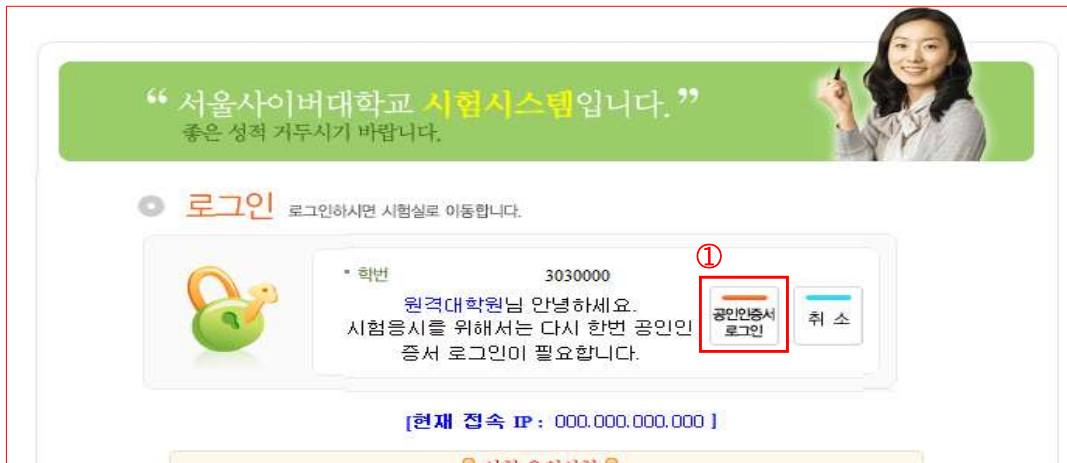 “ 서울사이버대학교 시험시스템입니다. ”
좋은 성적 거두시기 바랍니다.
로그인 로그인하시면 시험실로 이동합니다.
학번 3030000
원격대학원님 안녕하세요.
시험응시를 위해서는 다시 한번 공인인
증서 로그인이 필요합니다.
①
공인인증서
로그인
취 소
[현재 접속 IP : 000.000.000.000 ]